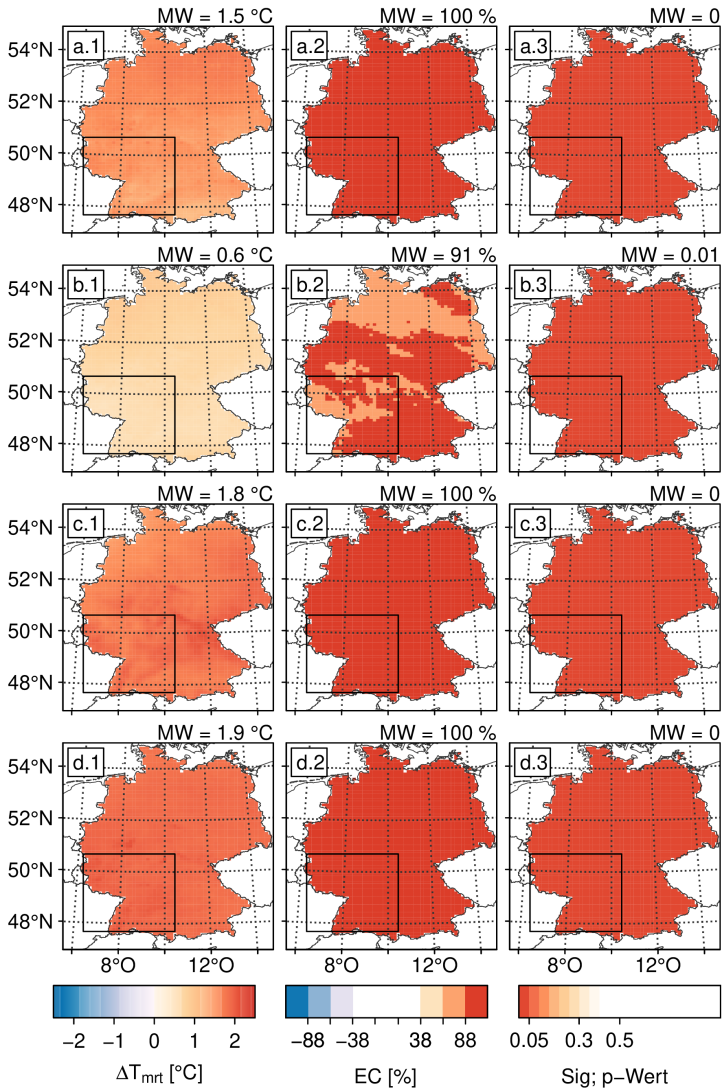 MW = 1.5 °C MW = 100 % MW = 0
a.1 a.2 a.3
54°N
52°N
50°N
48°N
MW = 0.6 °C MW = 91 % MW = 0.01
b.1 b.2 b.3
54°N
52°N
50°N
48°N
MW = 1.8 °C MW = 100 % MW = 0
c.1 c.2 c.3
54°N
52°N
50°N
48°N
MW = 1.9 °C MW = 100 % MW = 0
d.1 d.2 d.3
54°N
52°N
50°N
48°N
8°O 12°O 8°O 12°O 8°O 12°O
−2 −1 0 1 2 −88 −38 38 88 0.05 0.3 0.5
ΔTmrt [°C] EC [%] Sig; p−Wert